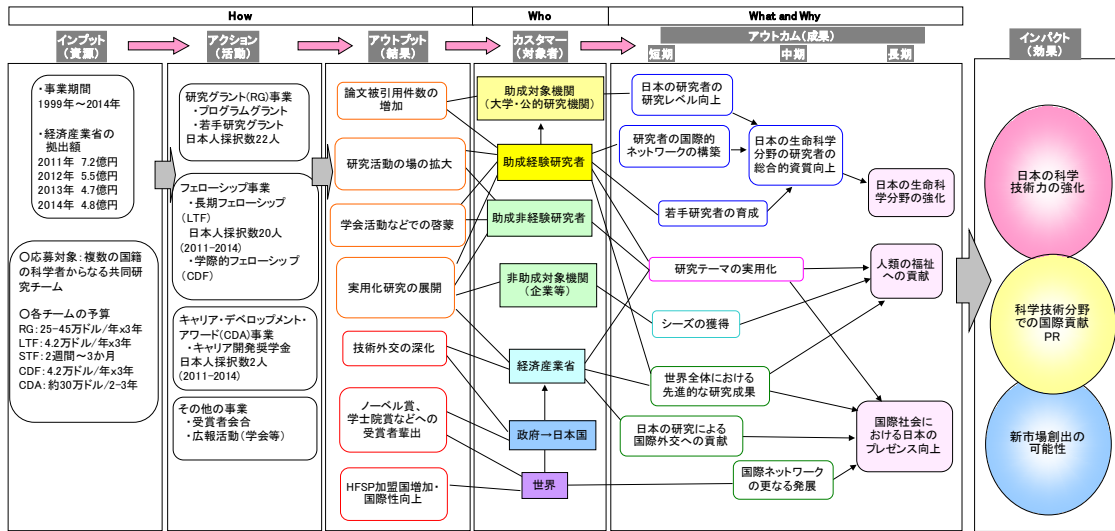 How
Who
What and Why
インプット
(資源)
アクション
(活動)
アウトプット
(結果)
カスタマー
(対象者)
アウトカム(成果)
短期
中期
長期
インパクト
(効果)
・事業期間
1999年～2014年
・経済産業省の
拠出額
2011年 7.2億円
2012年 5.5億円
2013年 4.7億円
2014年 4.8億円
○応募対象:複数の国籍
の科学者からなる共同研
究チーム
○各チームの予算
RG:25-45万ドル/年x3年
LTF:4.2万ドル/年x3年
STF:2週間～3か月
CDF:4.2万ドル/年x3年
CDA:約30万ドル/2-3年
研究グラント(RG)事業
・プログラムグラント
・若手研究グラント
日本人採択数22人
フェローシップ事業
・長期フェローシップ
(LTF)
日本人採択数20人
(2011-2014)
・学際的フェローシップ
(CDF)
キャリア・デベロップメント・
アワード(CDA)事業
・キャリア開発奨学金
日本人採択数2人
(2011-2014)
その他の事業
・受賞者会合
・広報活動(学会等)
論文被引用件数の
増加
研究活動の場の拡大
学会活動などでの啓蒙
実用化研究の展開
技術外交の深化
ノーベル賞、
学士院賞などへの
受賞者輩出
HFSP加盟国増加・
国際性向上
助成対象機関
(大学・公的研究機関)
助成経験研究者
助成非経験研究者
非助成対象機関
(企業等)
経済産業省
政府→日本国
世界
日本の研究者の
研究レベル向上
研究者の国際的
ネットワークの構築
若手研究者の育成
研究テーマの実用化
シーズの獲得
世界全体における
先進的な研究成果
日本の研究による
国際外交への貢献
国際ネットワーク
の更なる発展
日本の生命科学
分野の研究者の
総合的資質向上
日本の生命科
学分野の強化
人類の福祉
への貢献
国際社会に
おける日本の
プレゼンス向上
日本の科学
技術力の強化
科学技術分野
での国際貢献
PR
新市場創出の
可能性